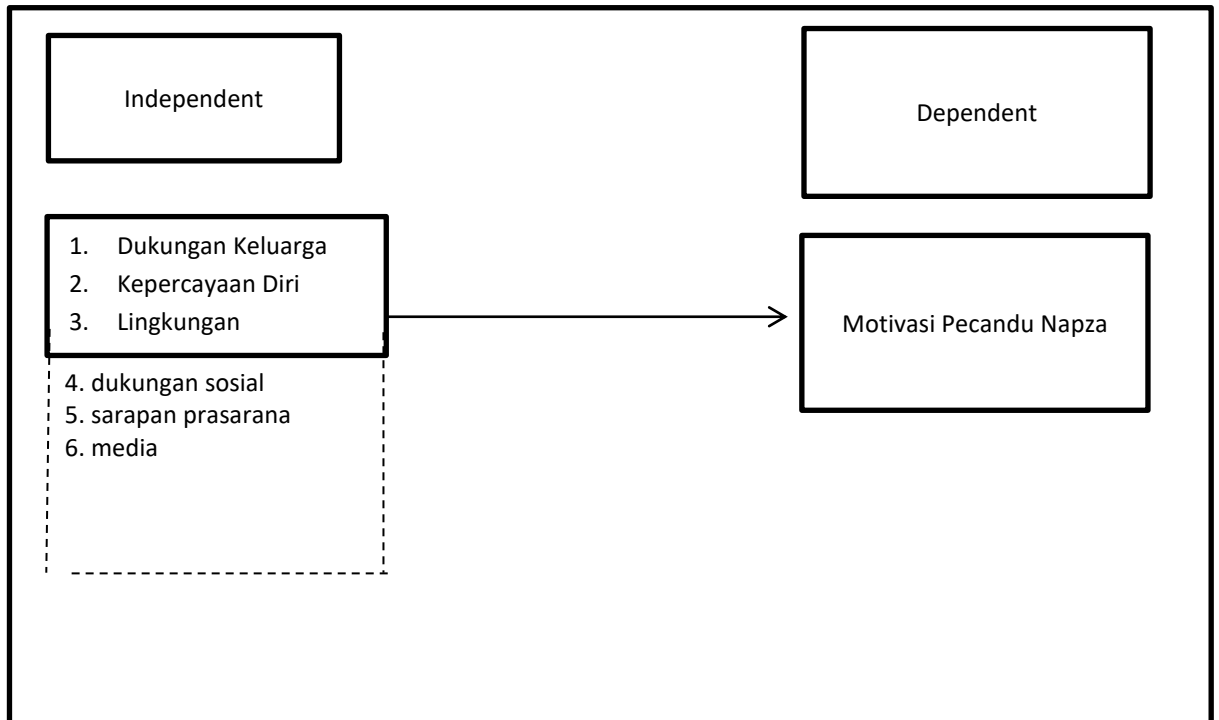 Independent
Dependent
1. Dukungan Keluarga
2. Kepercayaan Diri
3. Lingkungan
Motivasi Pecandu Napza
4. dukungan sosial
5. sarapan prasarana
6. media